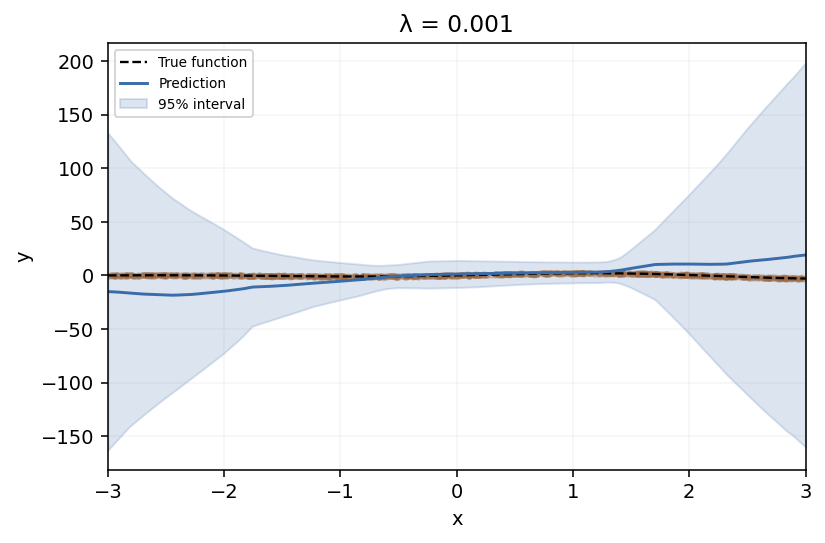 λ = 0.001
200
150
100
50
0
−50
−100
−150
y
True function
Prediction
95% interval
−3
−2
−1
0
1
2
3
x